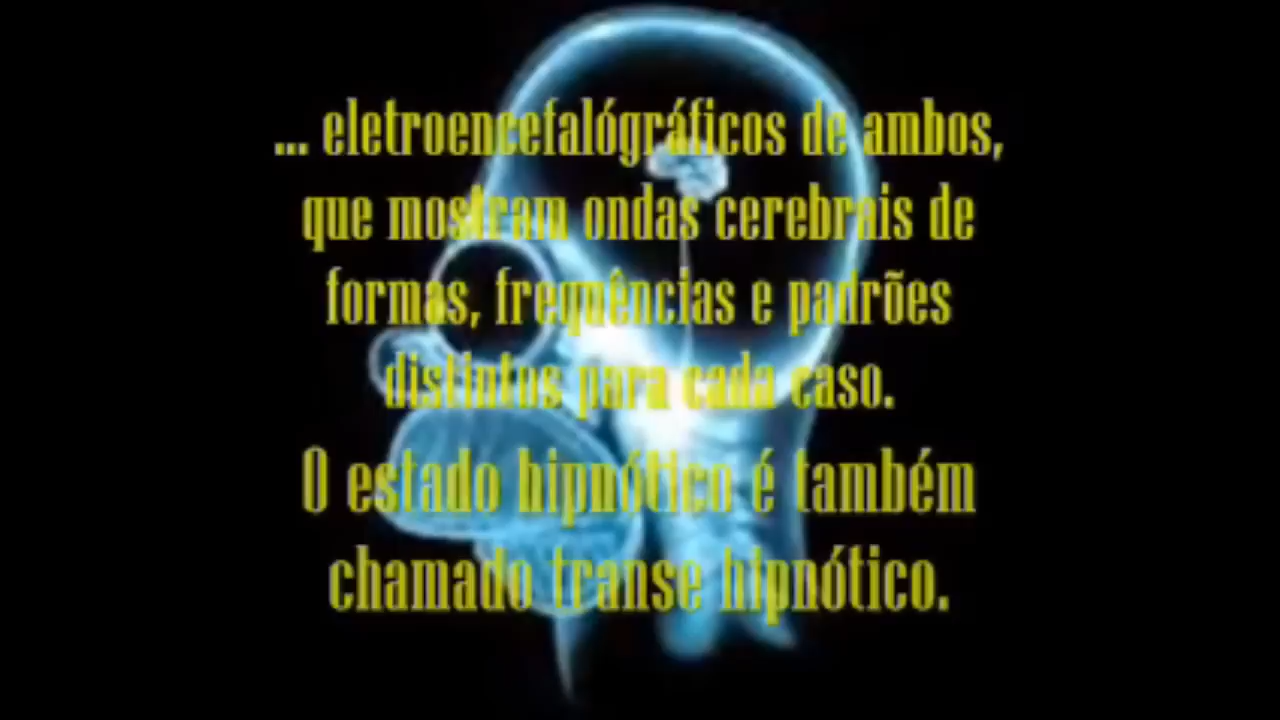 ... eletroencefalógráficos de ambos,
que mostram ondas cerebrais de
formas, frequências e padrões
distintos para cada caso.
O estado hipnótico é também
chamado transe hipnótico.